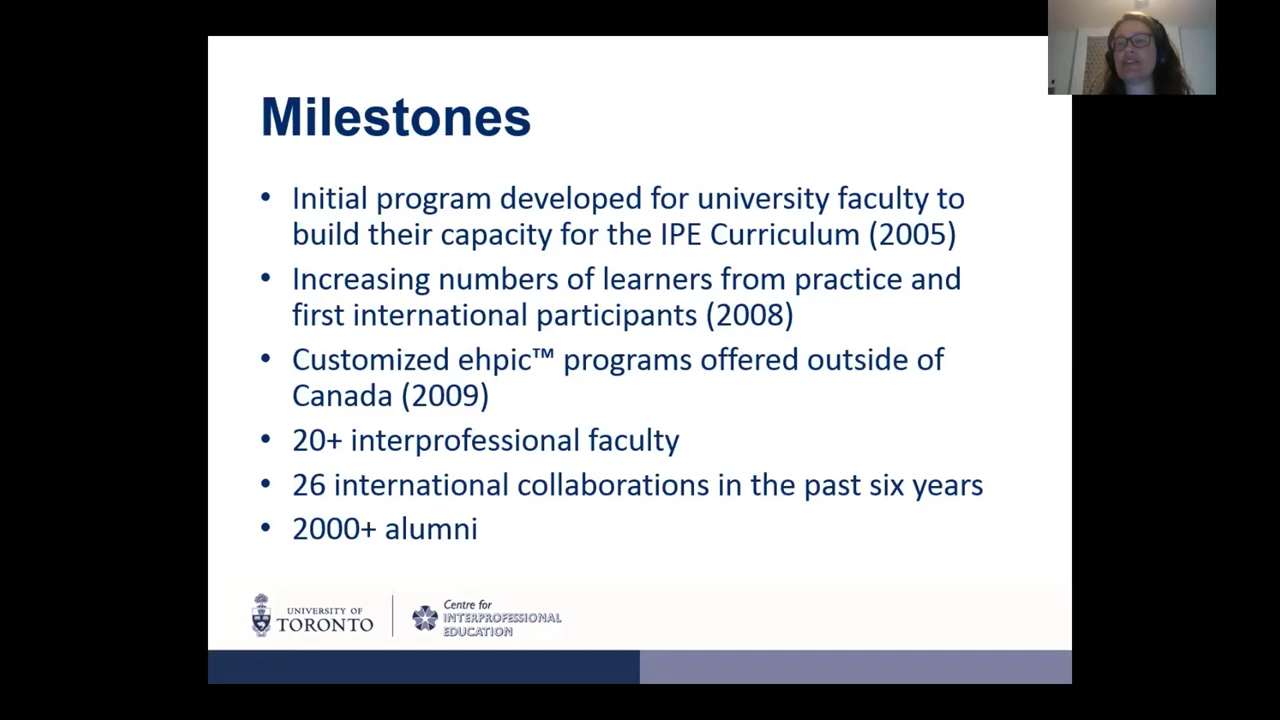 Milestones
• Initial program developed for university faculty to
build their capacity for the IPE Curriculum (2005)
• Increasing numbers of learners from practice and
first international participants (2008)
• Customized ehpic™ programs offered outside of
Canada (2009)
• 20+ interprofessional faculty
• 26 international collaborations in the past six years
• 2000+ alumni
UNIVERSITY OF
TORONTO
Centre for
INTERPROFESSIONAL
EDUCATION